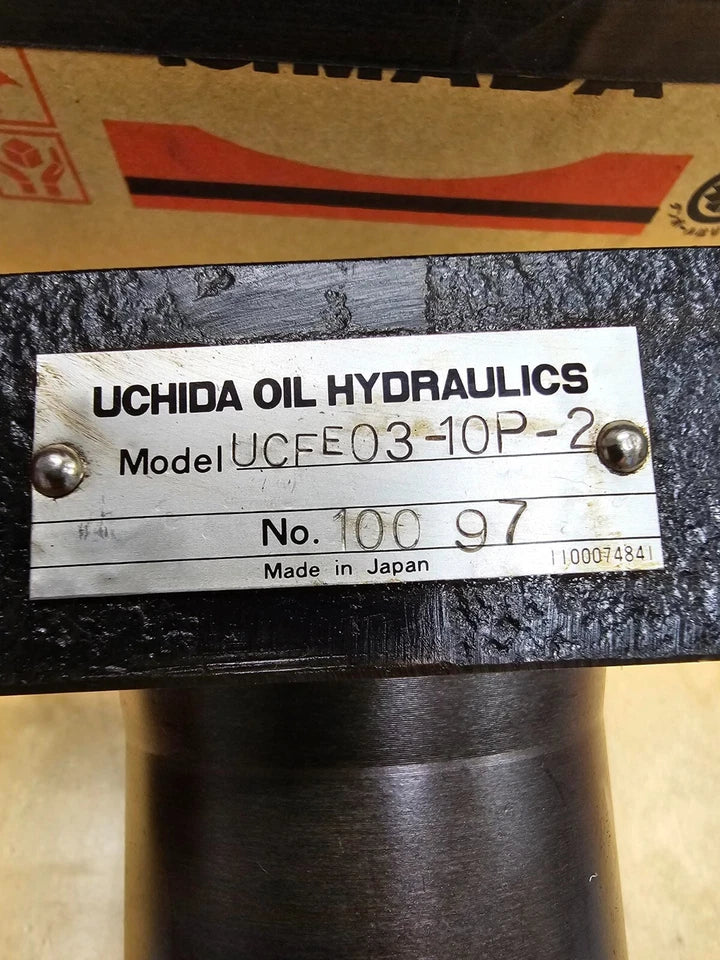 UCHIDA OIL HYDRAULICS
Model UCFE03-10P-2
No. 100 97
Made in Japan 1100074841